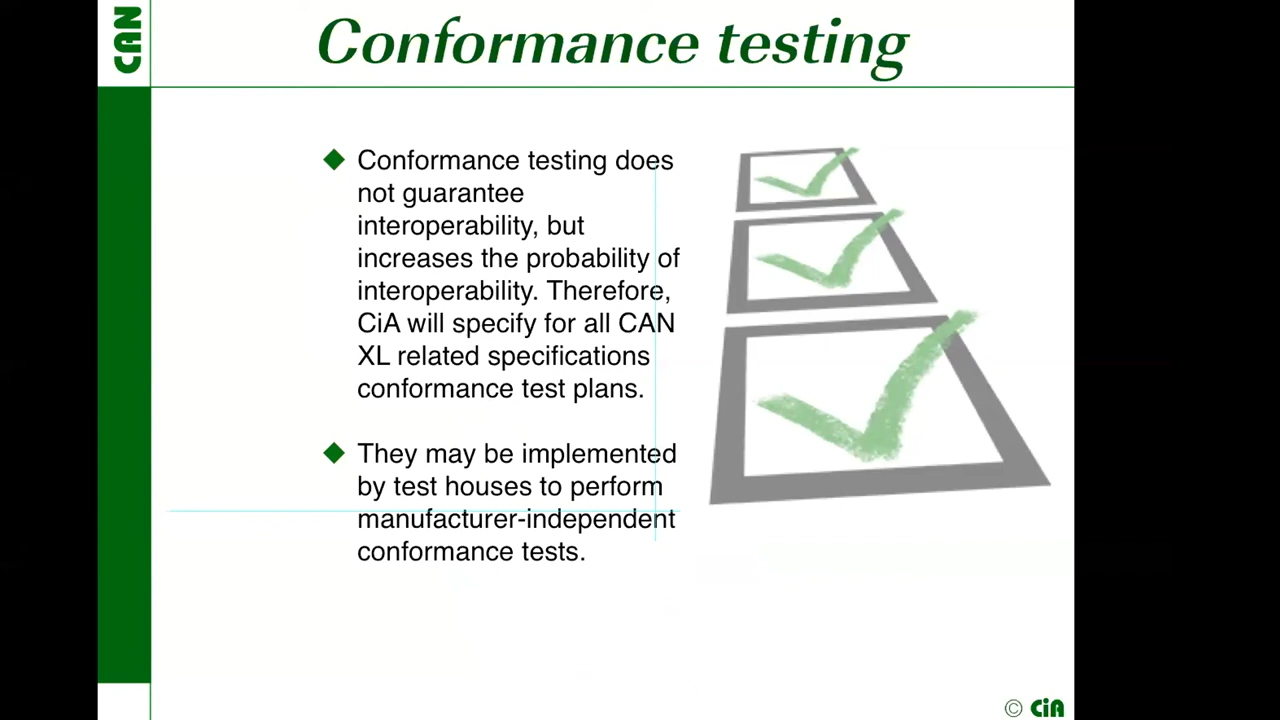 CAN
Conformance testing
Conformance testing does
not guarantee
interoperability, but
increases the probability of
interoperability. Therefore,
CiA will specify for all CAN
XL related specifications
conformance test plans.
They may be implemented
by test houses to perform
manufacturer-independent
conformance tests.
© CiA